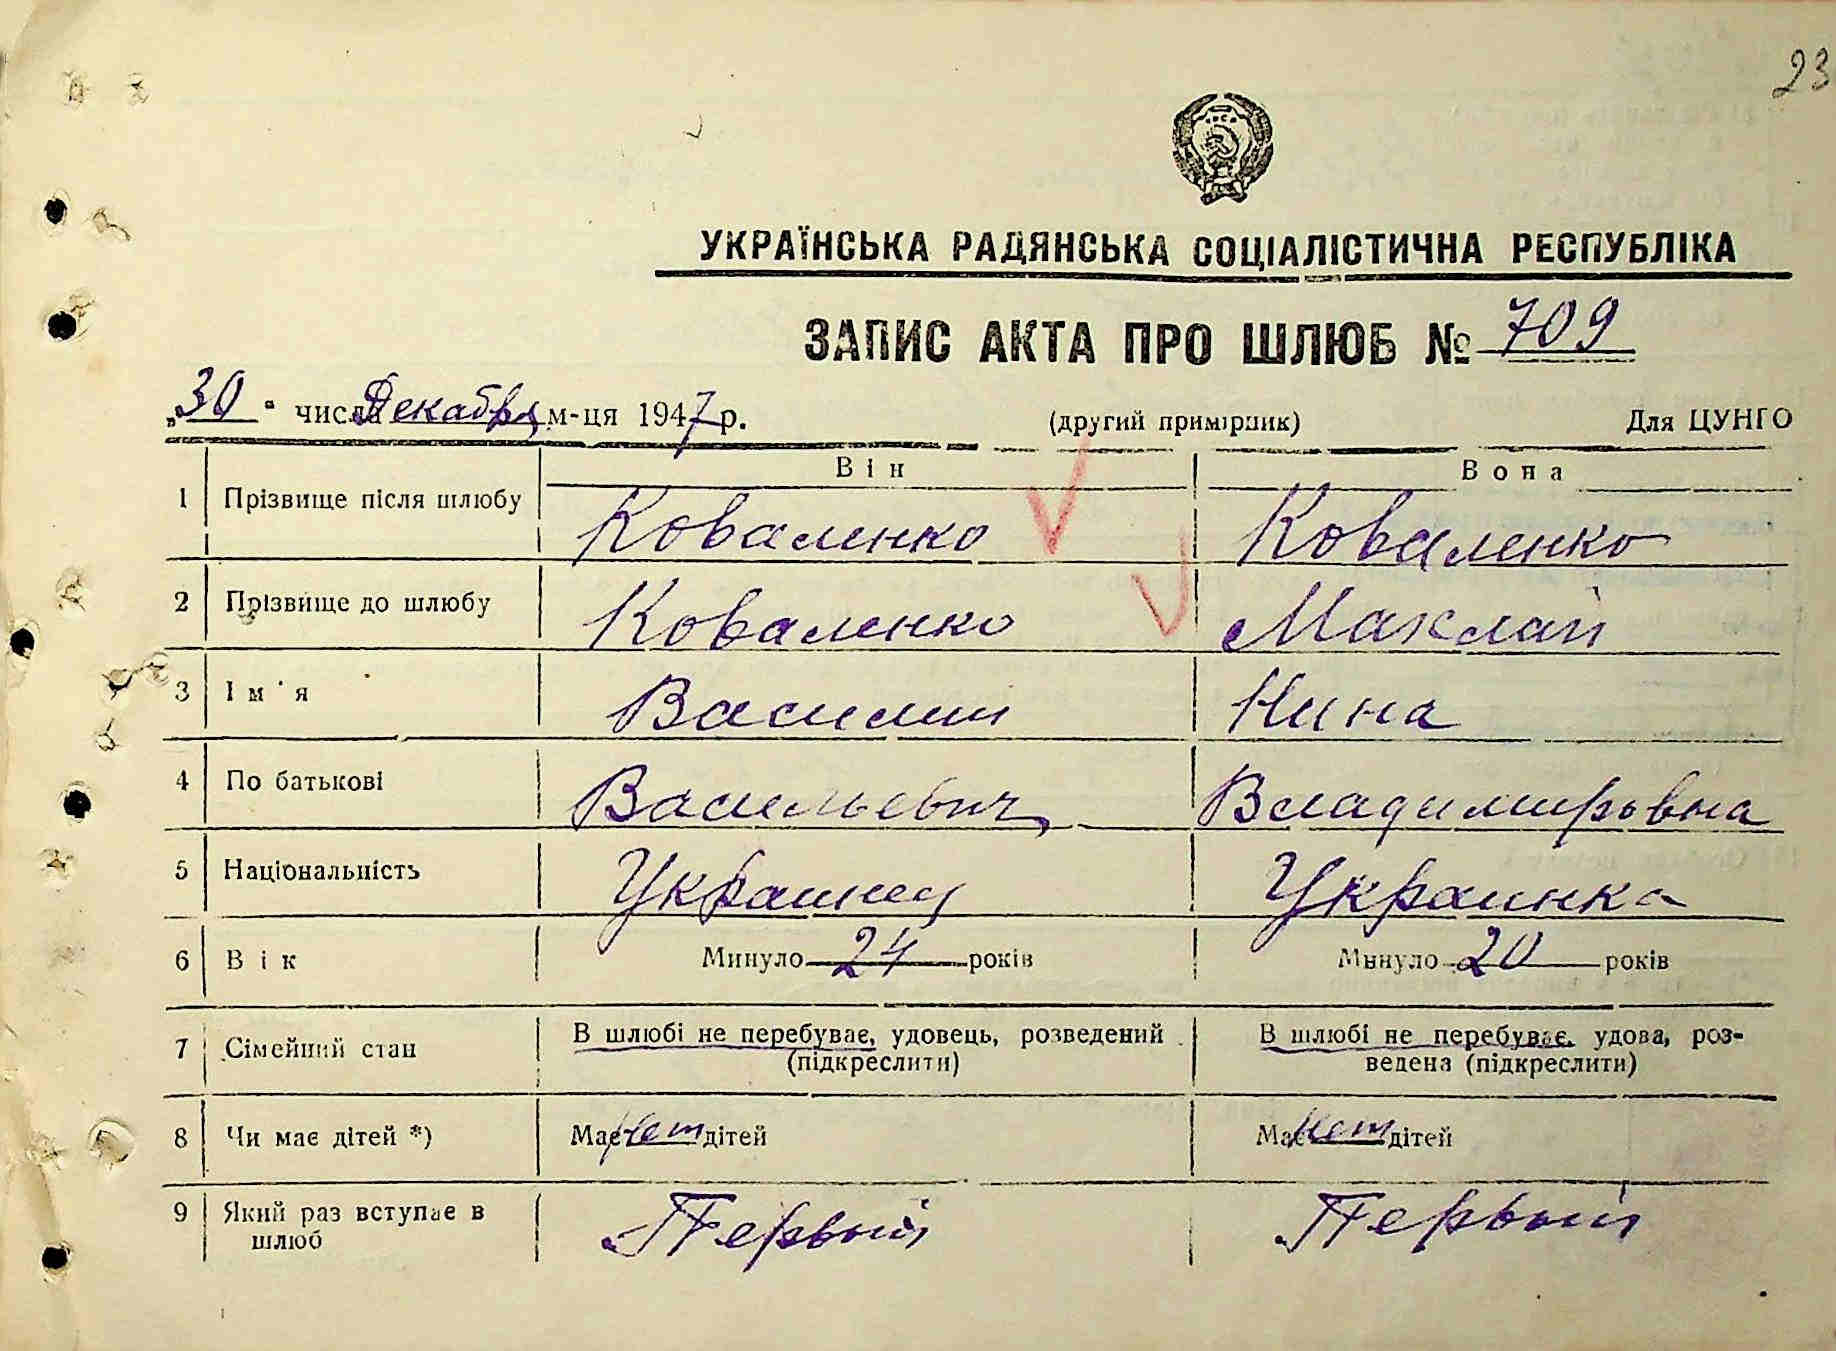 23
УКРАЇНСЬКА РАДЯНСЬКА СОЦІАЛІСТИЧНА РЕСПУБЛІКА
ЗАПИС АКТА ПРО ШЛЮБ № 709
„30“ числа Декабря м-ця 1947 р. (другий примірник) Для ЦУНГО
Він Вона
1 Прізвище після шлюбу Коваленко Коваленко
2 Прізвище до шлюбу Коваленко Маклай
3 Ім'я Василий Нина
4 По батькові Васильевич Владимировна
5 Національність Украинец Украинка
6 Вік Минуло 24 років Минуло 20 років
7 Сімейний стан В шлюбі не перебуває, удовець, розведений В шлюбі не перебуває, удова, роз-
(підкреслити) ведена (підкреслити)
8 Чи має дітей *) Має нет дітей Має нет дітей
9 Який раз вступає в Первый Первый
шлюб